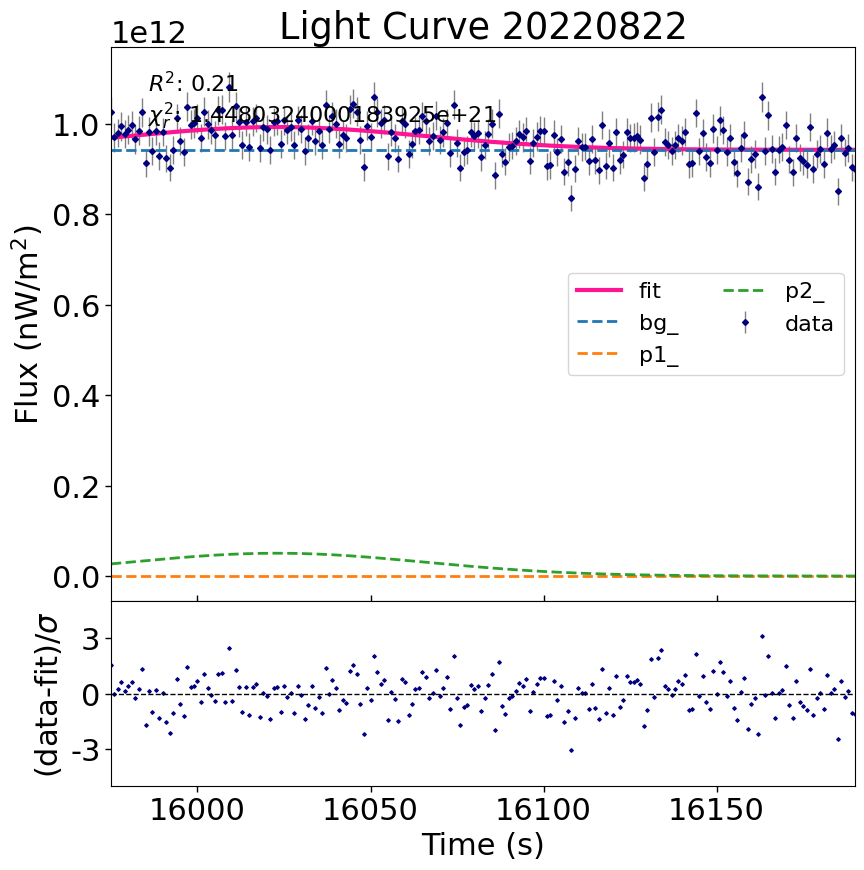 Light Curve 20220822
1e12
R²: 0.21
χ²ᵣ: 1.4480324000183925e+21
Flux (nW/m²)
1.0
0.8
0.6
0.4
0.2
0.0
fit
bg_
p1_
p2_
data
(data-fit)/σ
3
0
-3
16000 16050 16100 16150
Time (s)